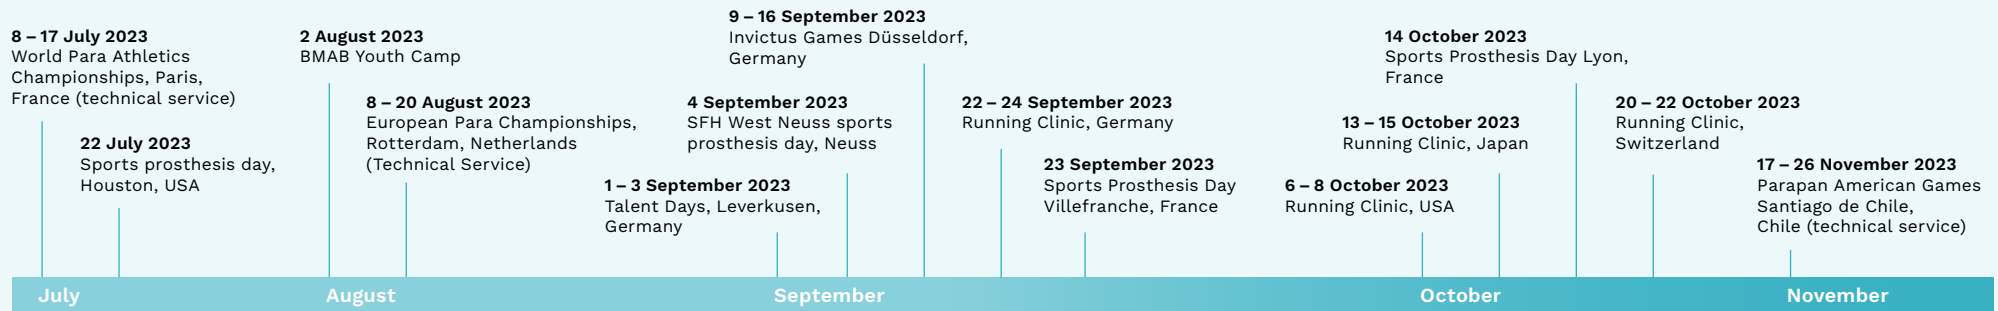 8 – 17 July 2023
World Para Athletics
Championships, Paris,
France (technical service)
22 July 2023
Sports prosthesis day,
Houston, USA
2 August 2023
BMAB Youth Camp
8 – 20 August 2023
European Para Championships,
Rotterdam, Netherlands
(Technical Service)
1 – 3 September 2023
Talent Days, Leverkusen,
Germany
4 September 2023
SFH West Neuss sports
prosthesis day, Neuss
9 – 16 September 2023
Invictus Games Düsseldorf,
Germany
22 – 24 September 2023
Running Clinic, Germany
23 September 2023
Sports Prosthesis Day
Villefranche, France
6 – 8 October 2023
Running Clinic, USA
13 – 15 October 2023
Running Clinic, Japan
14 October 2023
Sports Prosthesis Day Lyon,
France
20 – 22 October 2023
Running Clinic,
Switzerland
17 – 26 November 2023
Parapan American Games
Santiago de Chile,
Chile (technical service)
July
August
September
October
November